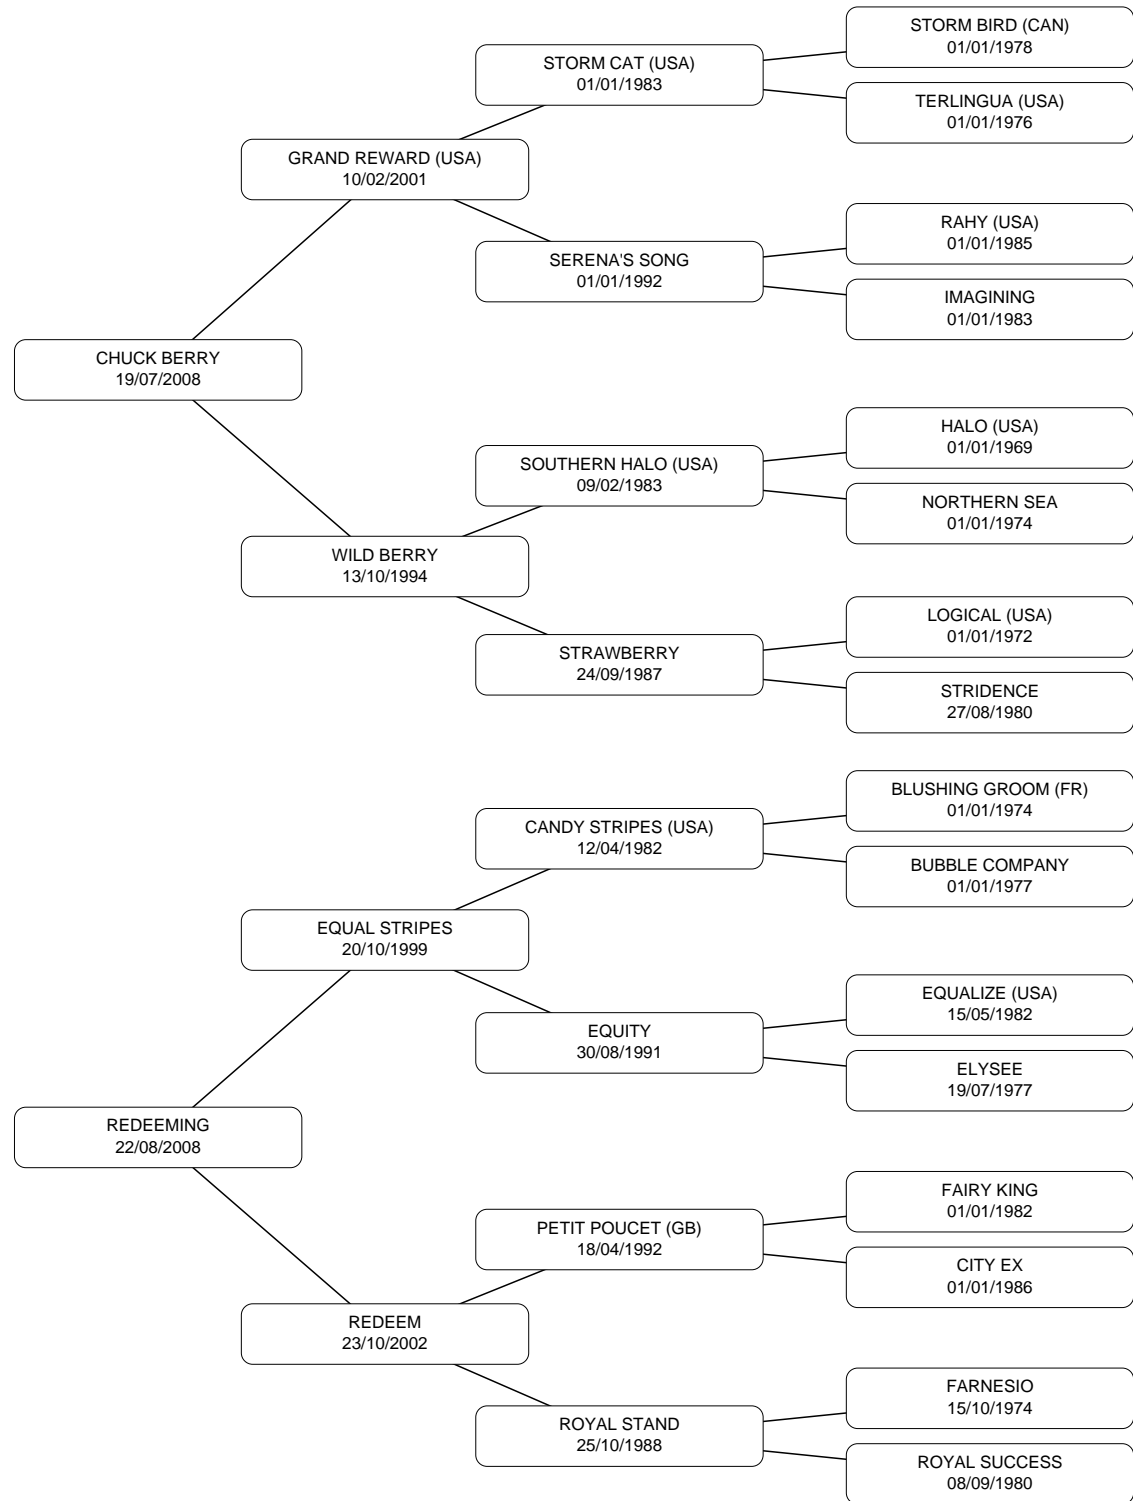 STORM BIRD (CAN)
01/01/1978
STORM CAT (USA)
01/01/1983
TERLINGUA (USA)
01/01/1976
GRAND REWARD (USA)
10/02/2001
RAHY (USA)
01/01/1985
SERENA'S SONG
01/01/1992
IMAGINING
01/01/1983
CHUCK BERRY
19/07/2008
HALO (USA)
01/01/1969
SOUTHERN HALO (USA)
09/02/1983
NORTHERN SEA
01/01/1974
WILD BERRY
13/10/1994
LOGICAL (USA)
01/01/1972
STRAWBERRY
24/09/1987
STRIDENCE
27/08/1980
BLUSHING GROOM (FR)
01/01/1974
CANDY STRIPES (USA)
12/04/1982
BUBBLE COMPANY
01/01/1977
EQUAL STRIPES
20/10/1999
EQUALIZE (USA)
15/05/1982
EQUITY
30/08/1991
ELYSEE
19/07/1977
REDEEMING
22/08/2008
FAIRY KING
01/01/1982
PETIT POUCET (GB)
18/04/1992
CITY EX
01/01/1986
REDEEM
23/10/2002
FARNESIO
15/10/1974
ROYAL STAND
25/10/1988
ROYAL SUCCESS
08/09/1980